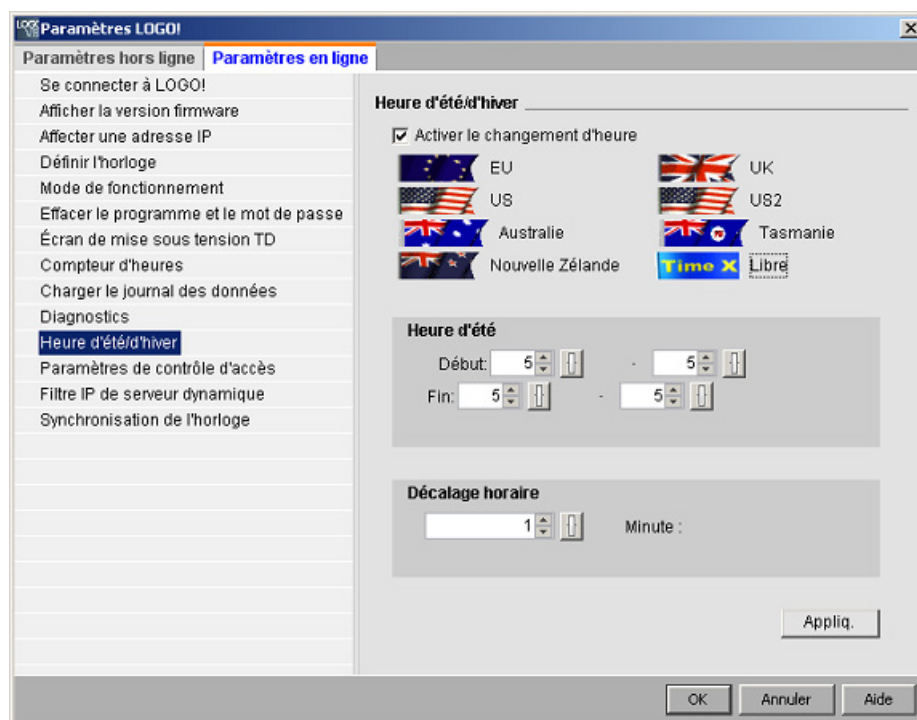 Paramètres LOGO!
Paramètres hors ligne
Paramètres en ligne
Se connecter à LOGO!
Afficher la version firmware
Affecter une adresse IP
Définir l'horloge
Mode de fonctionnement
Effacer le programme et le mot de passe
Écran de mise sous tension TD
Compteur d'heures
Charger le journal des données
Diagnostics
Heure d'été/d'hiver
Paramètres de contrôle d'accès
Filtre IP de serveur dynamique
Synchronisation de l'horloge
Heure d'été/d'hiver
Activer le changement d'heure
EU
UK
US
US2
Australie
Tasmanie
Nouvelle Zélande
Time X Libre
Heure d'été
Début: 5 - 5
Fin: 5 - 5
Décalage horaire
1 Minute :
Appliq.
OK
Annuler
Aide